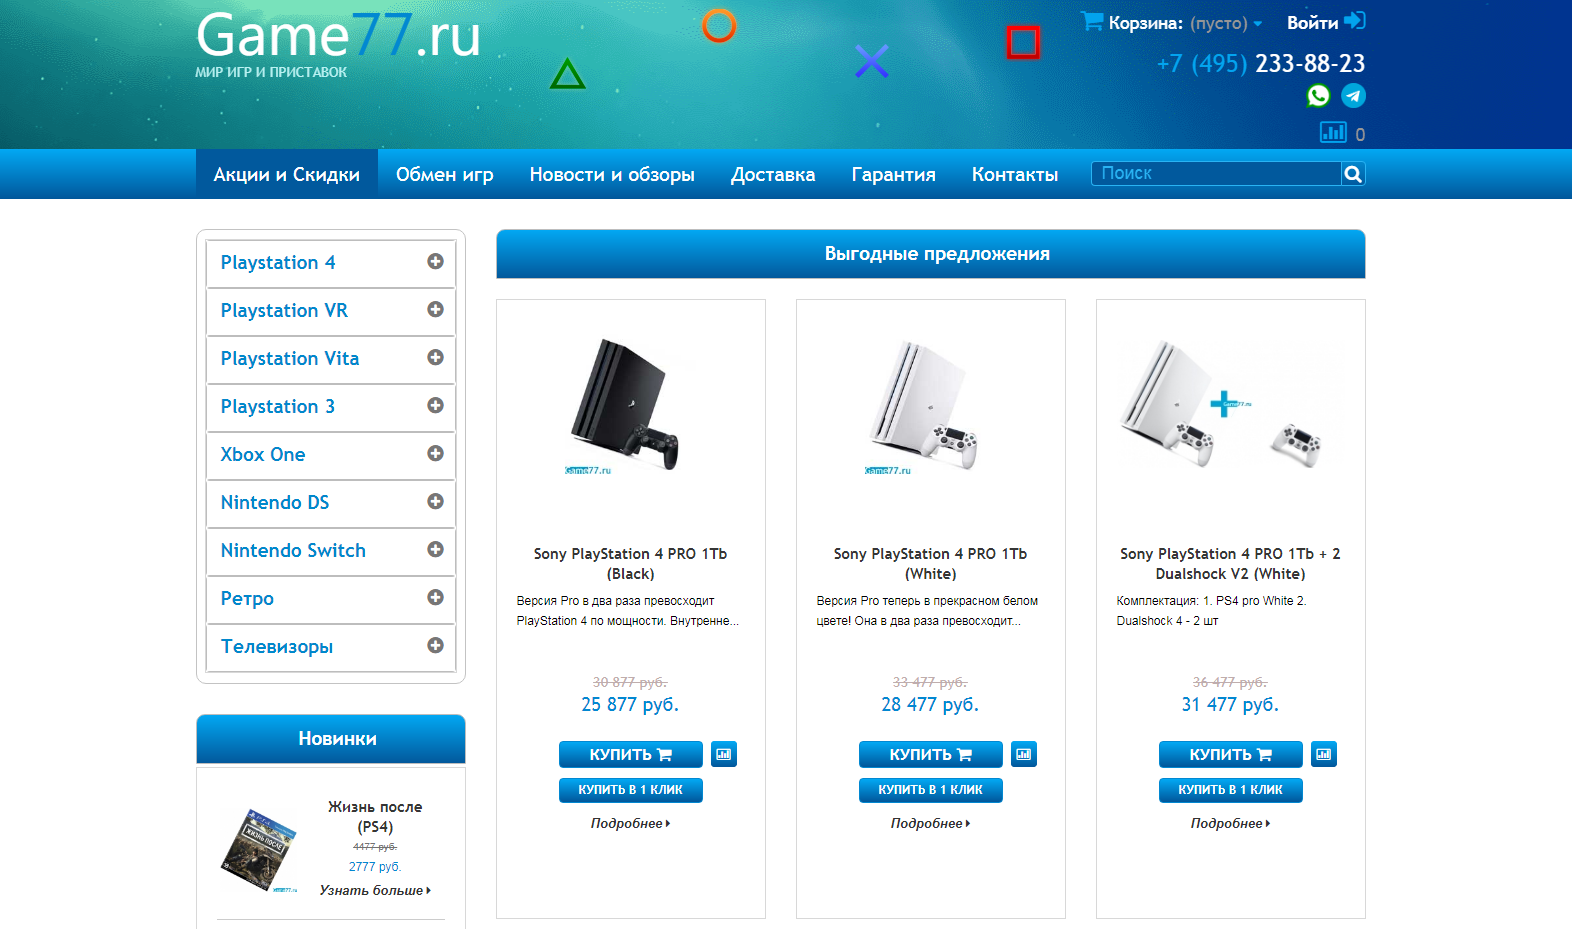 Game77.ru
МИР ИГР И ПРИСТАВОК
Корзина: (пусто)
Войти
+7 (495) 233-88-23
0
Акции и Скидки
Обмен игр
Новости и обзоры
Доставка
Гарантия
Контакты
Поиск
Playstation 4
Playstation VR
Playstation Vita
Playstation 3
Xbox One
Nintendo DS
Nintendo Switch
Ретро
Телевизоры
Новинки
ЖИЗНЬ ПОСЛЕ
Game77.ru
Жизнь после
(PS4)
4477 руб.
2777 руб.
Узнать больше
Выгодные предложения
Game77.ru
Sony PlayStation 4 PRO 1Tb
(Black)
Версия Pro в два раза превосходит
PlayStation 4 по мощности. Внутренне...
30 877 руб.
25 877 руб.
КУПИТЬ
КУПИТЬ В 1 КЛИК
Подробнее
Game77.ru
Sony PlayStation 4 PRO 1Tb
(White)
Версия Pro теперь в прекрасном белом
цвете! Она в два раза превосходит...
33 477 руб.
28 477 руб.
КУПИТЬ
КУПИТЬ В 1 КЛИК
Подробнее
Game77.ru
Sony PlayStation 4 PRO 1Tb + 2
Dualshock V2 (White)
Комплектация: 1. PS4 pro White 2.
Dualshock 4 - 2 шт
36 477 руб.
31 477 руб.
КУПИТЬ
КУПИТЬ В 1 КЛИК
Подробнее